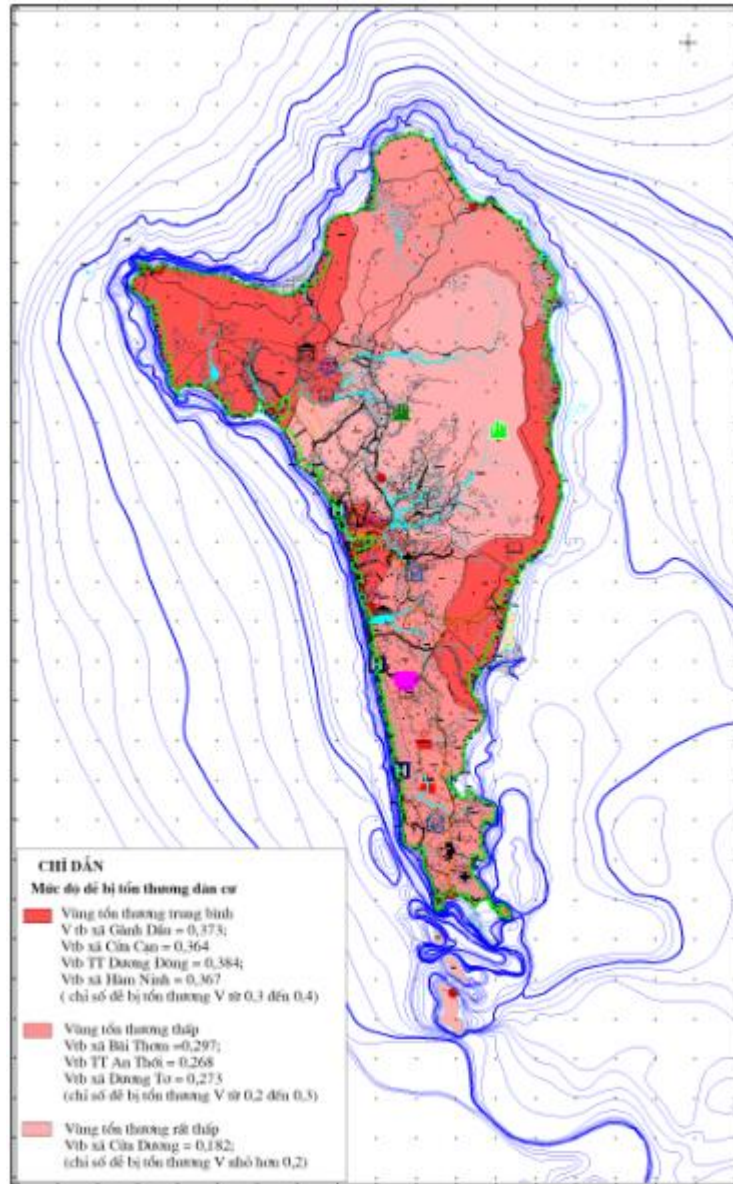 CHỈ DẪN
Mức độ dễ bị tổn thương dân cư
Vùng tổn thương trung bình
V tb xã Gành Dầu = 0,373;
Vtb xã Cửa Cạn = 0,364
Vtb TT Dương Đông = 0,384;
Vtb xã Hàm Ninh = 0,367
( chỉ số dễ bị tổn thương V từ 0,3 đến 0,4)
Vùng tổn thương thấp
Vtb xã Bãi Thơm =0,297;
Vtb TT An Thới = 0,268
Vtb xã Dương Tơ = 0,273
(chỉ số dễ bị tổn thương V từ 0,2 đến 0,3)
Vùng tổn thương rất thấp
Vtb xã Cửa Dương = 0,182;
(chỉ số dễ bị tổn thương V nhỏ hơn 0,2)